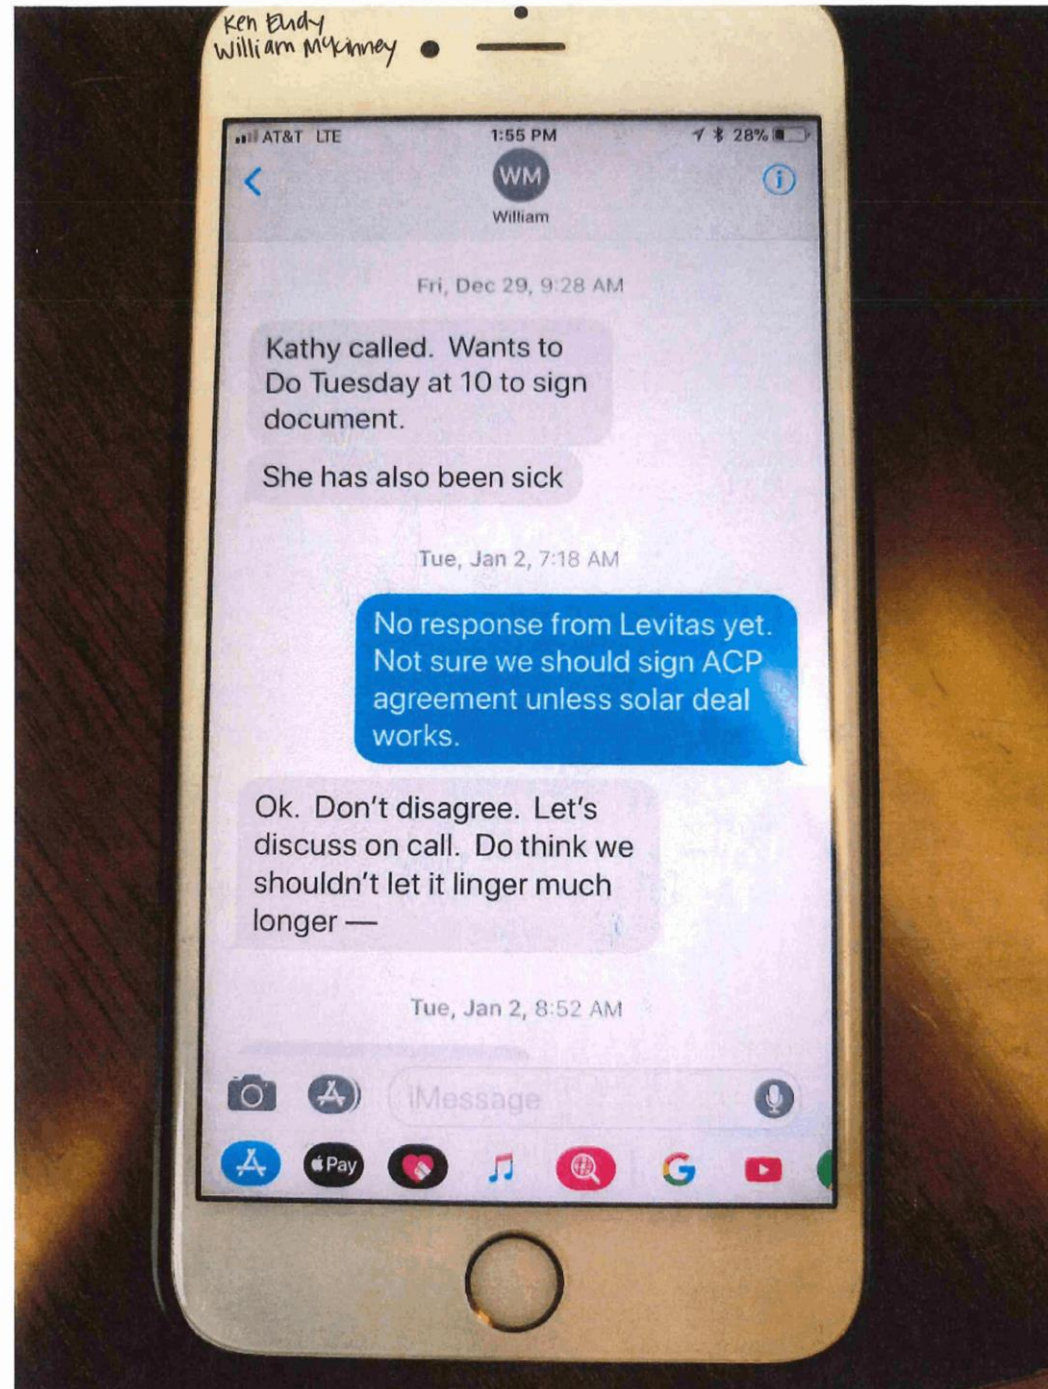 Ken Eudy
William McKinney
AT&T LTE
1:55 PM
28%
WM
William
Fri, Dec 29, 9:28 AM
Kathy called. Wants to
Do Tuesday at 10 to sign
document.
She has also been sick
Tue, Jan 2, 7:18 AM
No response from Levitas yet.
Not sure we should sign ACP
agreement unless solar deal
works.
Ok. Don't disagree. Let's
discuss on call. Do think we
shouldn't let it linger much
longer —
Tue, Jan 2, 8:52 AM
iMessage
Pay